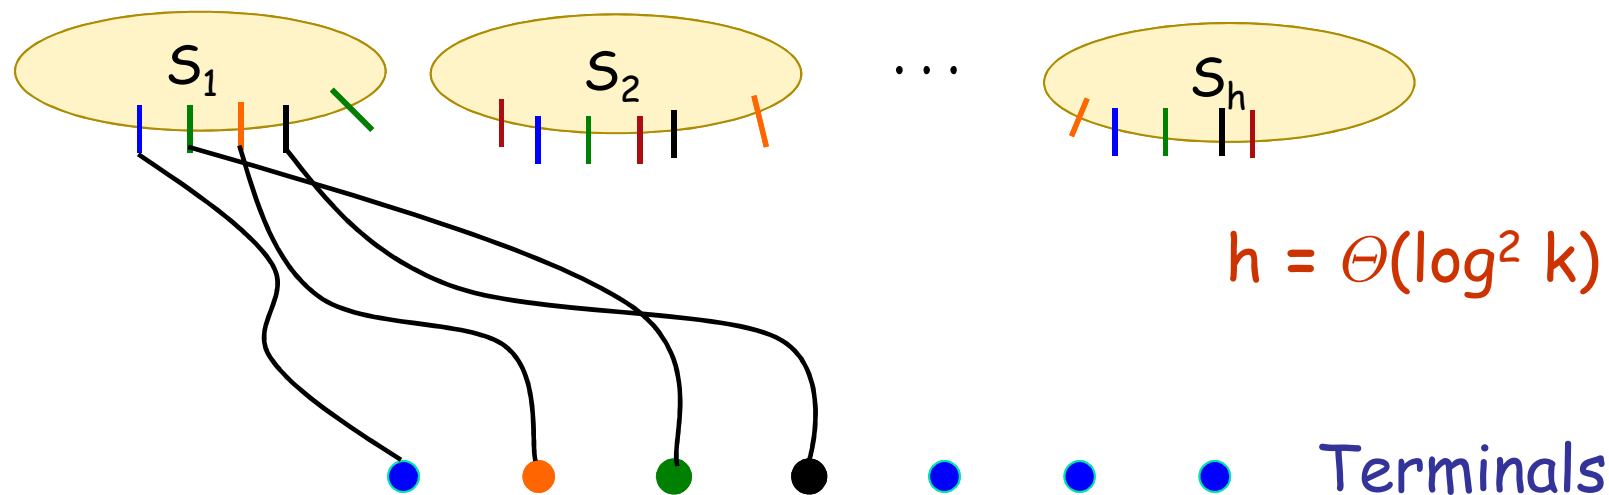 S₁ S₂ . . . Sₕ
h = Θ(log² k)
Terminals